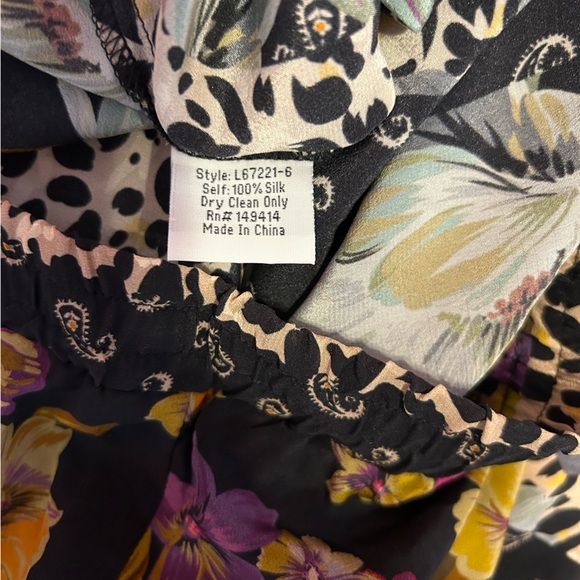 Style: L67221-6
Self: 100% Silk
Dry Clean Only
Rn# 149414
Made In China